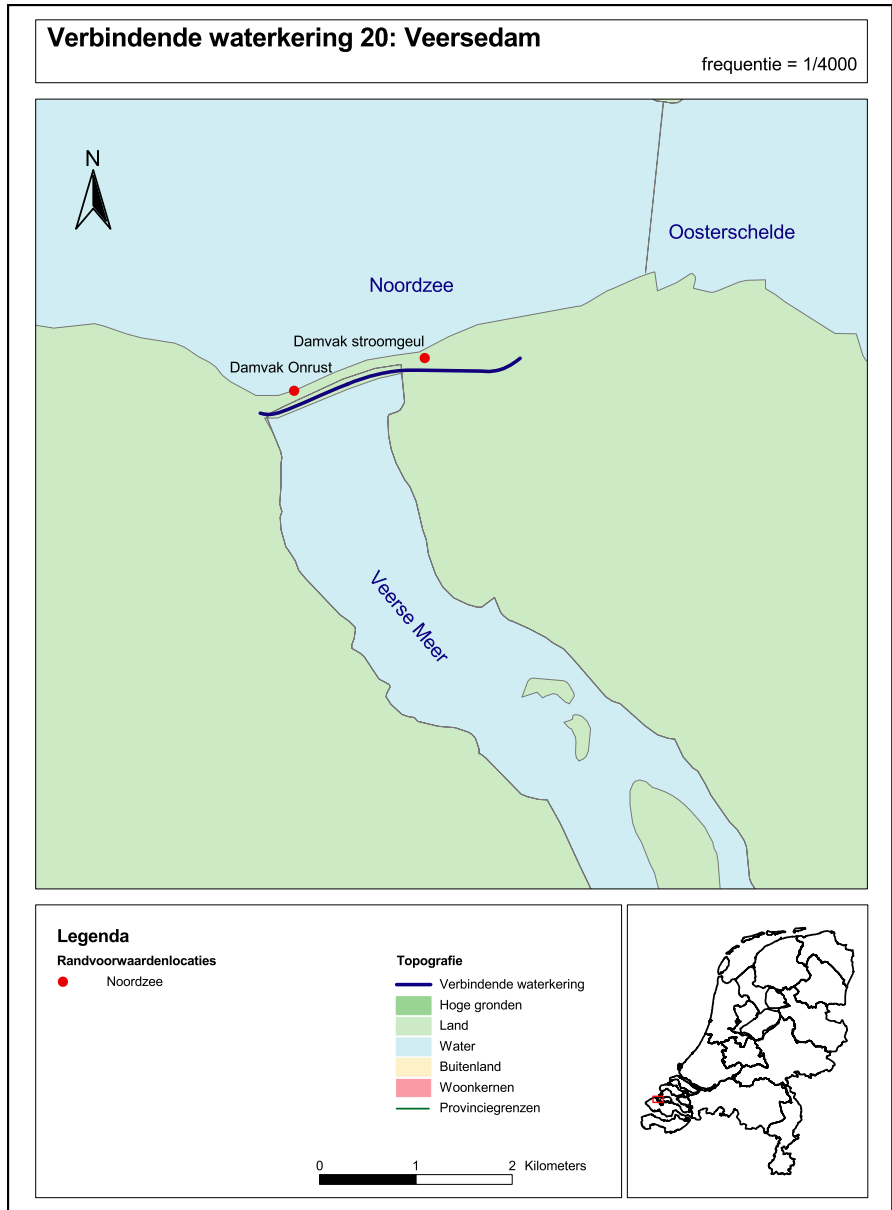 Verbindende waterkering 20: Veersedam
frequentie = 1/4000
N
Oosterschelde
Noordzee
Damvak stroomgeul
Damvak Onrust
Veerse Meer
Legenda
Randvoorwaardenlocaties
Noordzee
Topografie
Verbindende waterkering
Hoge gronden
Land
Water
Buitenland
Woonkernen
Provinciegrenzen
0 1 2 Kilometers